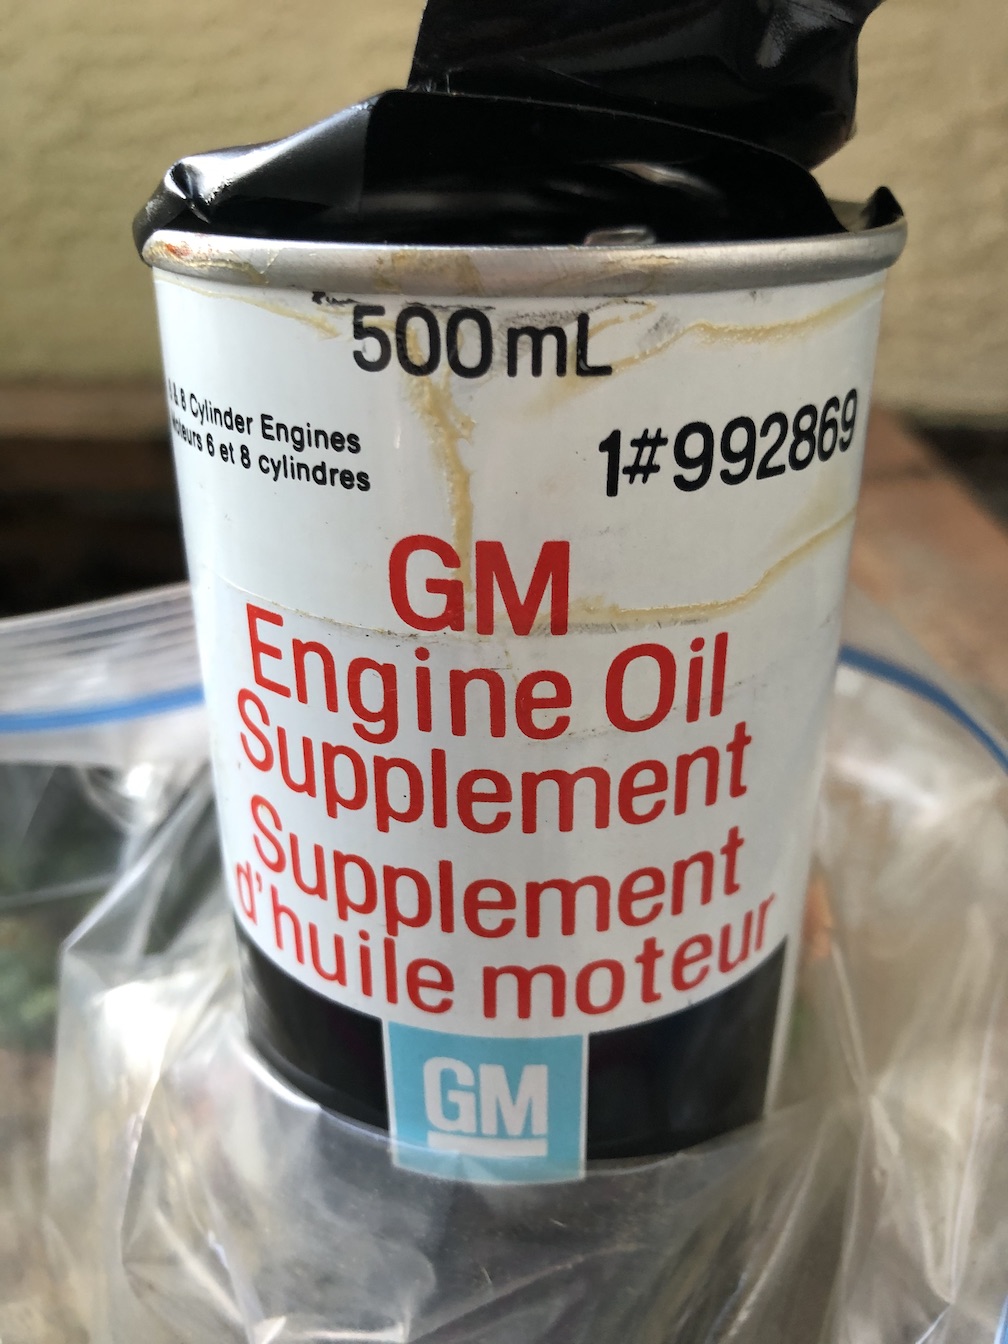 500 mL
& 8 Cylinder Engines
6 et 8 cylindres
1#992869
GM
Engine Oil
Supplement
Supplement
d'huile moteur
GM